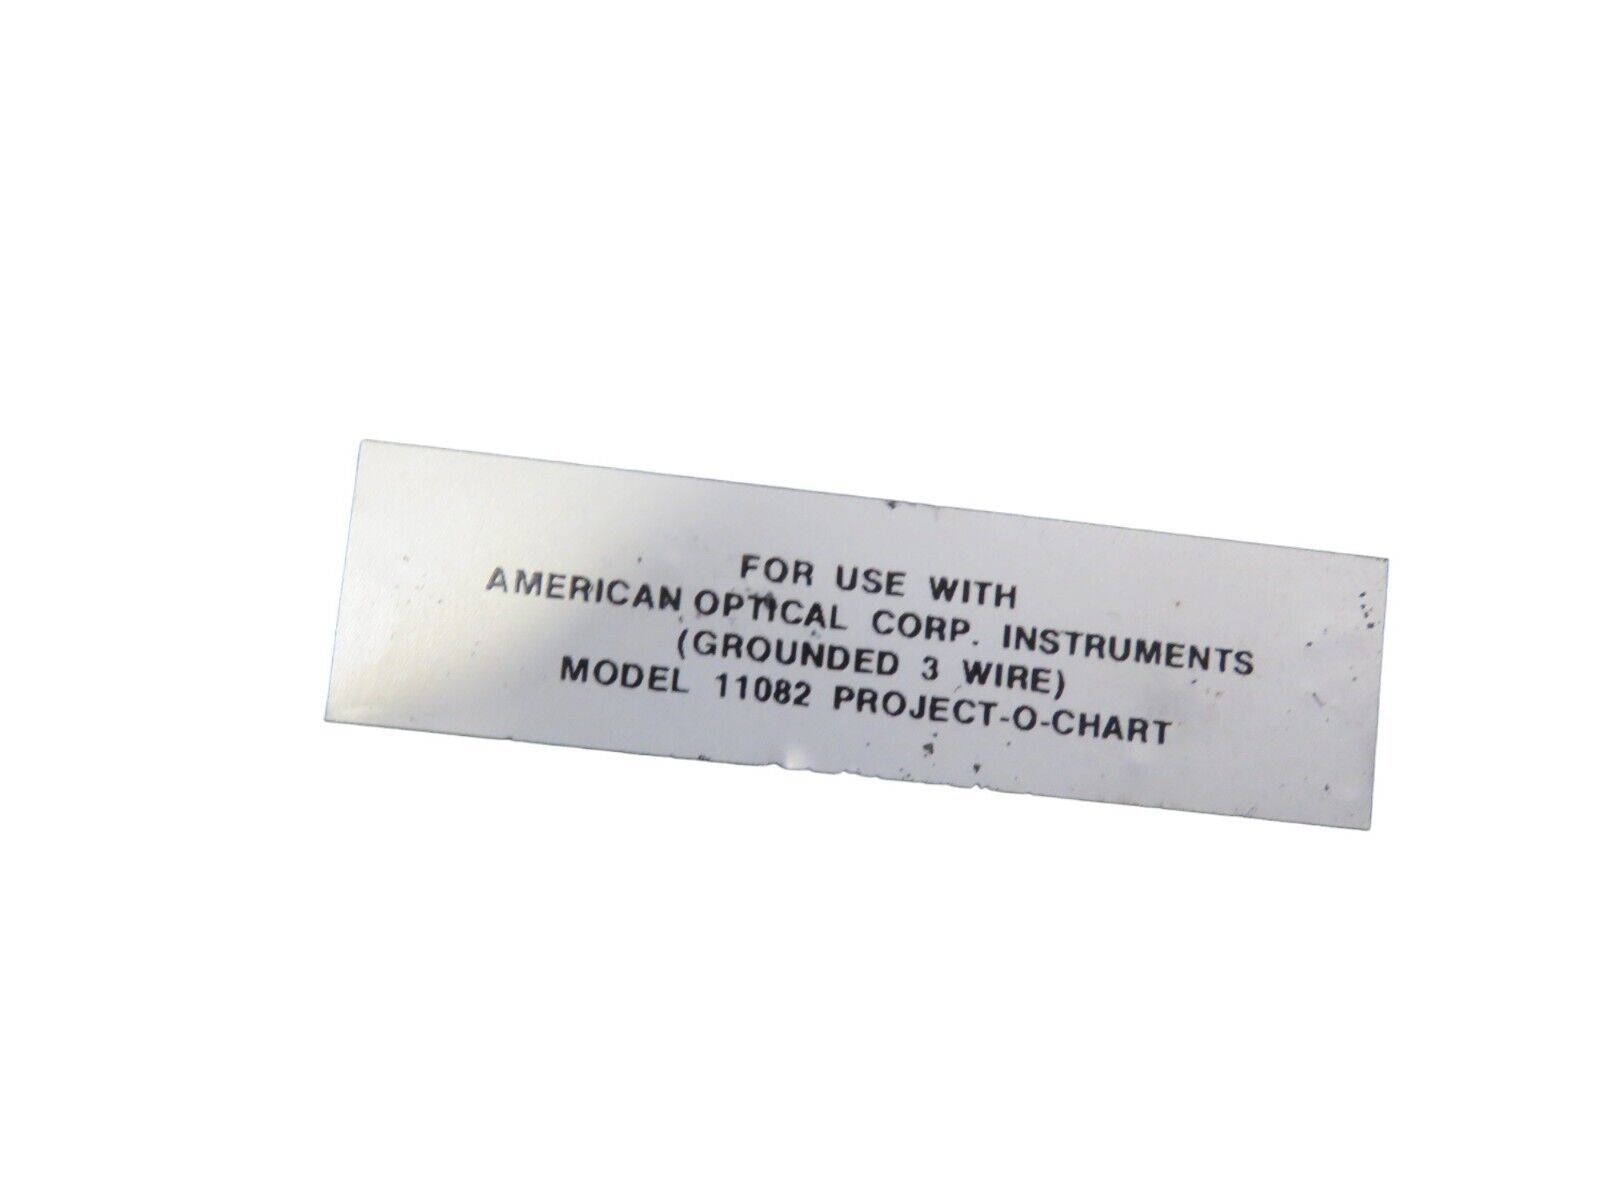 FOR USE WITH
AMERICAN OPTICAL CORP. INSTRUMENTS
(GROUNDED 3 WIRE)
MODEL 11082 PROJECT-O-CHART